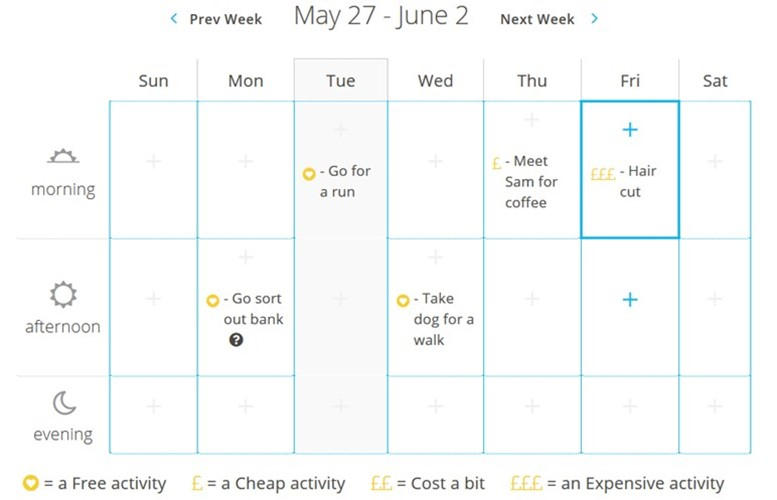 Prev Week May 27 - June 2 Next Week
Sun Mon Tue Wed Thu Fri Sat
morning
- Go for
a run
£ - Meet
Sam for
coffee
£££ - Hair
cut
afternoon
- Go sort
out bank
?
- Take
dog for a
walk
evening
= a Free activity £ = a Cheap activity ££ = Cost a bit £££ = an Expensive activity